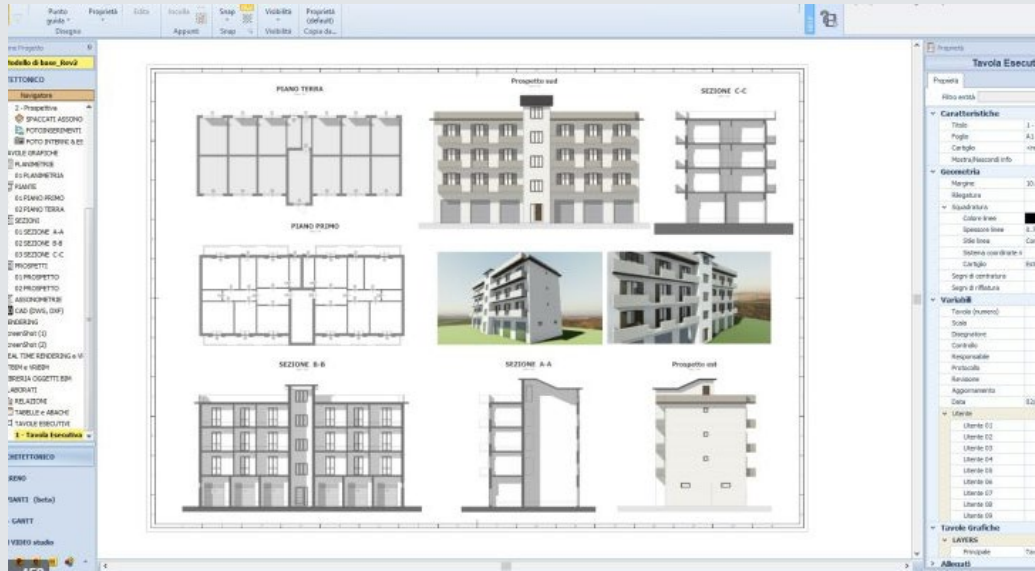 Punto guida
Proprietà
Edita
Incolla
Snap
Visibilità
Proprietà (default)
Disegna
Appunti
Snap
Visibilità
Copia da...
Modello di base_Rev2
Navigatore
2 - Prospettiva
SPACCATI ASSONO
FOTOINSERIMENTI
FOTO INTERNI & ES
PLANIMETRIE
01 PLANIMETRIA
PIANTE
01 PIANO PRIMO
02 PIANO TERRA
SEZIONI
01 SEZIONE A-A
02 SEZIONE B-B
03 SEZIONE C-C
PROSPETTI
01 PROSPETTO
02 PROSPETTO
ASSONOMETRIE
CAD (DWG, DXF)
RELAZIONI
TABELLE e ABACHI
TAVOLE ESECUTIVE
1 - Tavola Esecutiva
(beta)
GANTT
VIDEO studio
PIANO TERRA
Prospetto sud
SEZIONE C-C
PIANO PRIMO
SEZIONE B-B
SEZIONE A-A
Prospetto est
Proprietà
Tavola Esecut
Proprietà
Filtro entità
Caratteristiche
Titolo
Foglio
Cartiglio
Mostra/Nascondi info
Geometria
Margine
Rilegatura
Squadratura
Colore linee
Spessore linee
Stile linea
Sistema coordinate
Cartiglio
Segni di centratura
Segni di rifilatura
Variabili
Tavola (numero)
Scala
Disegnatore
Controllo
Responsabile
Protocollo
Revisione
Aggiornamento
Data
Utente
Utente 01
Utente 02
Utente 03
Utente 04
Utente 05
Utente 06
Utente 07
Utente 08
Utente 09
Tavole Grafiche
LAYERS
Principale
Allegati